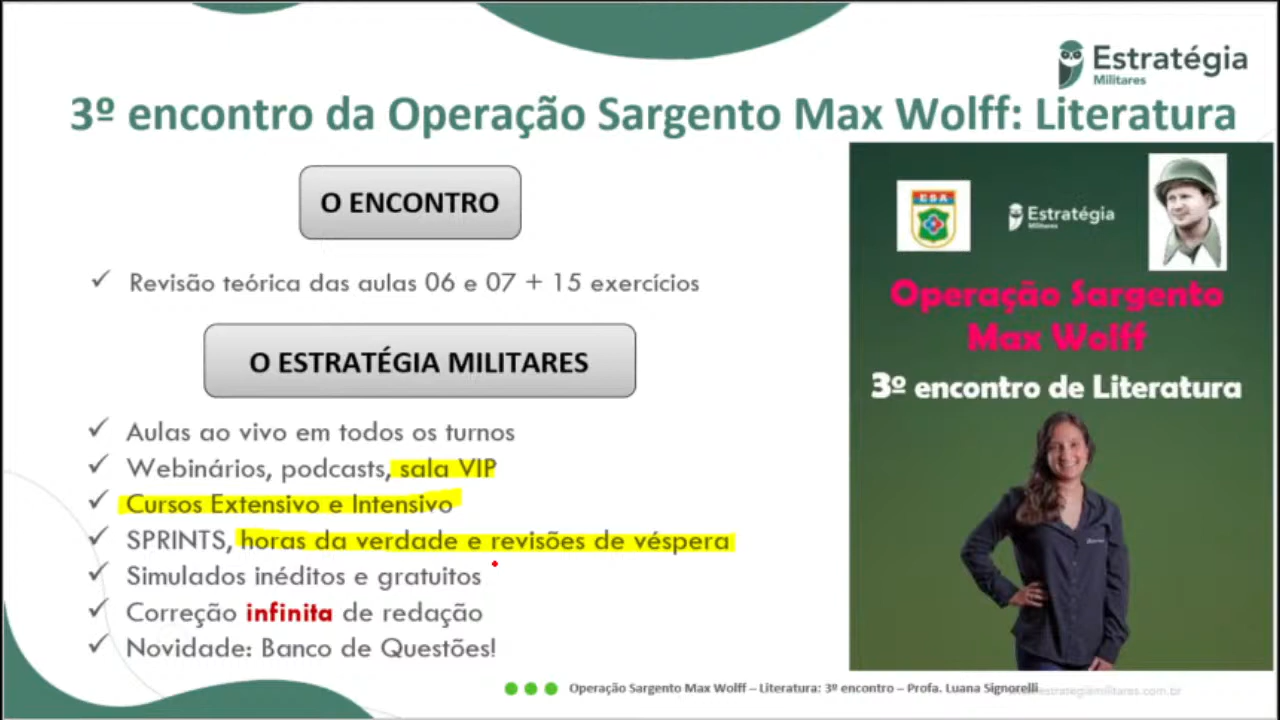 Estratégia
Militares
3º encontro da Operação Sargento Max Wolff: Literatura
O ENCONTRO
✓ Revisão teórica das aulas 06 e 07 + 15 exercícios
O ESTRATÉGIA MILITARES
✓ Aulas ao vivo em todos os turnos
✓ Webinários, podcasts, sala VIP
✓ Cursos Extensivo e Intensivo
✓ SPRINTS, horas da verdade e revisões de véspera
✓ Simulados inéditos e gratuitos
✓ Correção infinita de redação
✓ Novidade: Banco de Questões!
ESA
Estratégia
Militares
Operação Sargento
Max Wolff
3º encontro de Literatura
Operação Sargento Max Wolff – Literatura: 3º encontro – Profa. Luana Signorelli